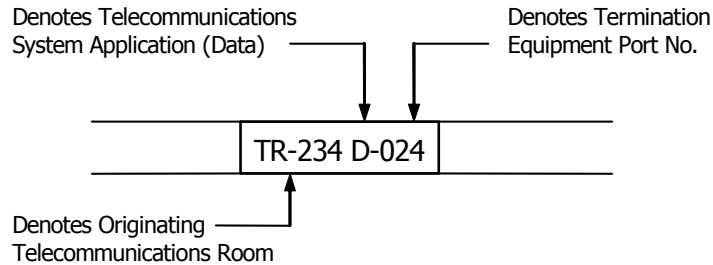 Denotes Telecommunications
System Application (Data)
Denotes Termination
Equipment Port No.
TR-234 D-024
Denotes Originating
Telecommunications Room